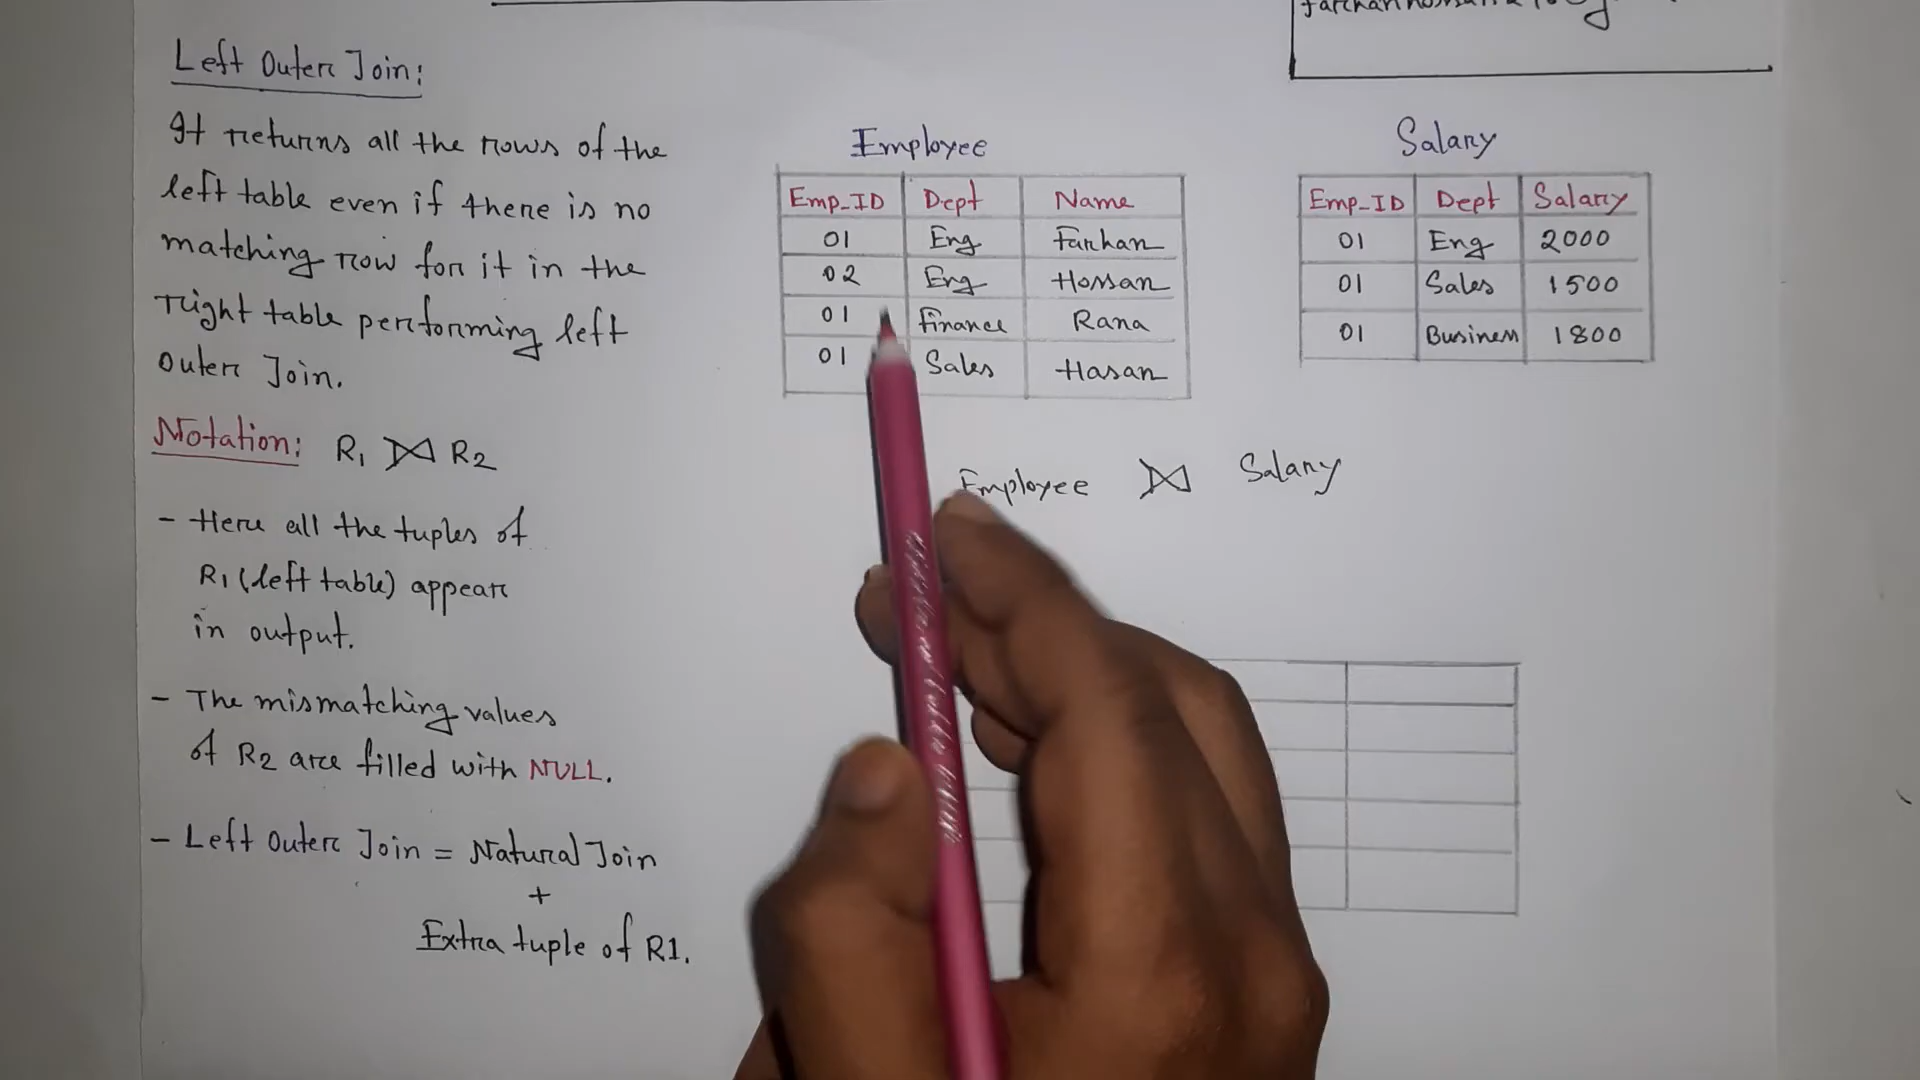 Left Outer Join:
It returns all the rows of the
left table even if there is no
matching row for it in the
right table performing left
Outer Join.
Notation: R1 ⟕ R2
- Here all the tuples of
R1 (left table) appear
in output.
- The mismatching values
of R2 are filled with NULL.
- Left Outer Join = Natural Join
+
Extra tuple of R1.
Employee
Emp_ID Dept Name
01 Eng Farhan
02 Eng Hossan
01 Finance Rana
01 Sales Hasan
Salary
Emp_ID Dept Salary
01 Eng 2000
01 Sales 1500
01 Business 1800
Employee ⟕ Salary